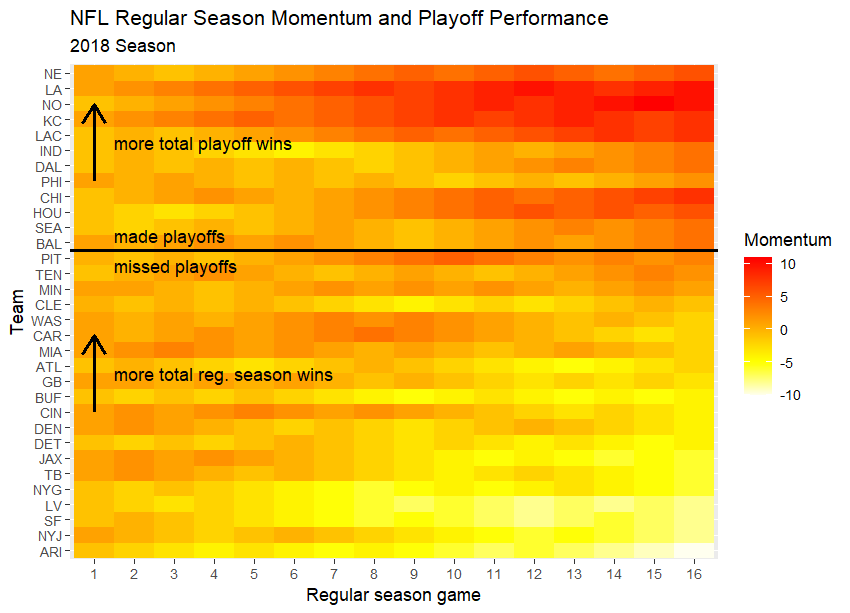 NFL Regular Season Momentum and Playoff Performance
2018 Season
Team
NE
LA
NO
KC
LAC
IND
DAL
PHI
CHI
HOU
SEA
BAL
PIT
TEN
MIN
CLE
WAS
CAR
MIA
ATL
GB
BUF
CIN
DEN
DET
JAX
TB
NYG
LV
SF
NYJ
ARI
more total playoff wins
made playoffs
missed playoffs
more total reg. season wins
1 2 3 4 5 6 7 8 9 10 11 12 13 14 15 16
Regular season game
Momentum
10
5
0
-5
-10